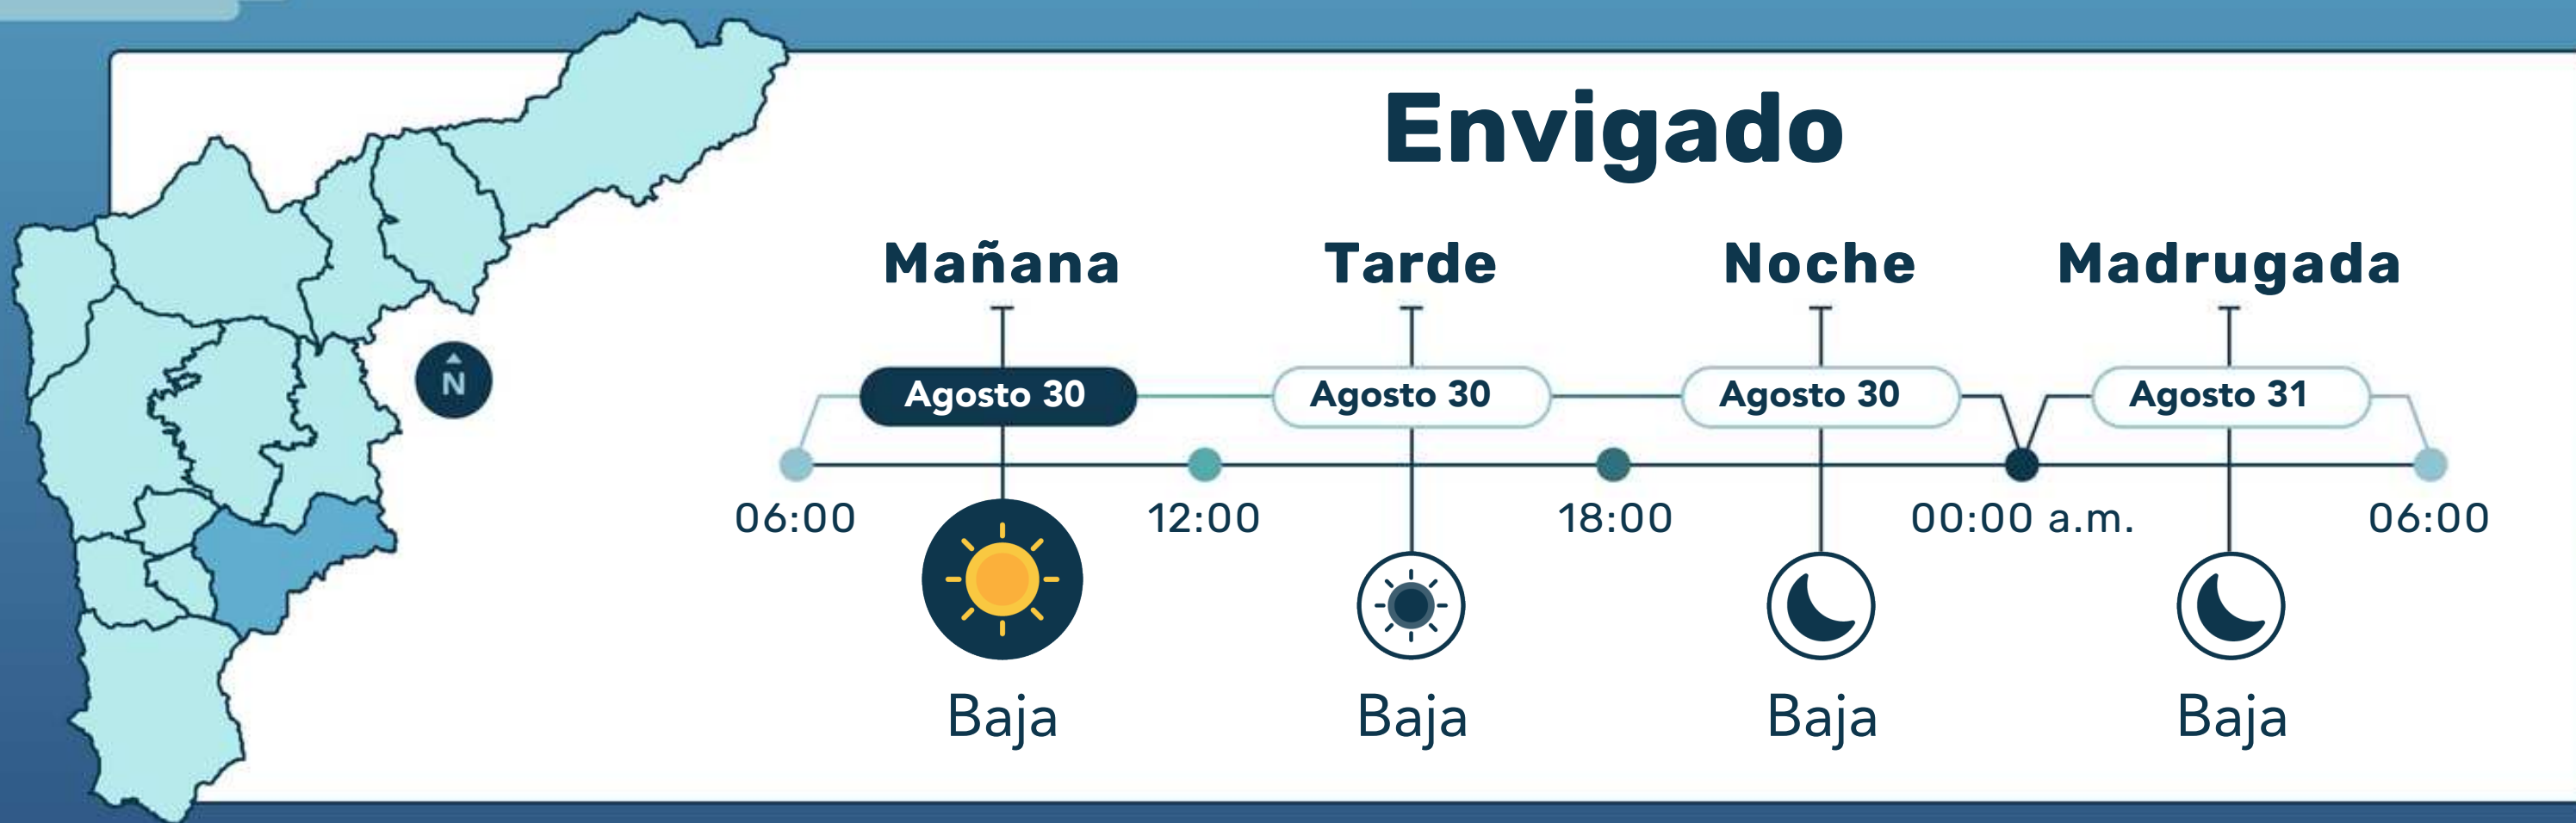 Envigado
Mañana Tarde Noche Madrugada
N
Agosto 30 Agosto 30 Agosto 30 Agosto 31
06:00 12:00 18:00 00:00 a.m. 06:00
Baja Baja Baja Baja